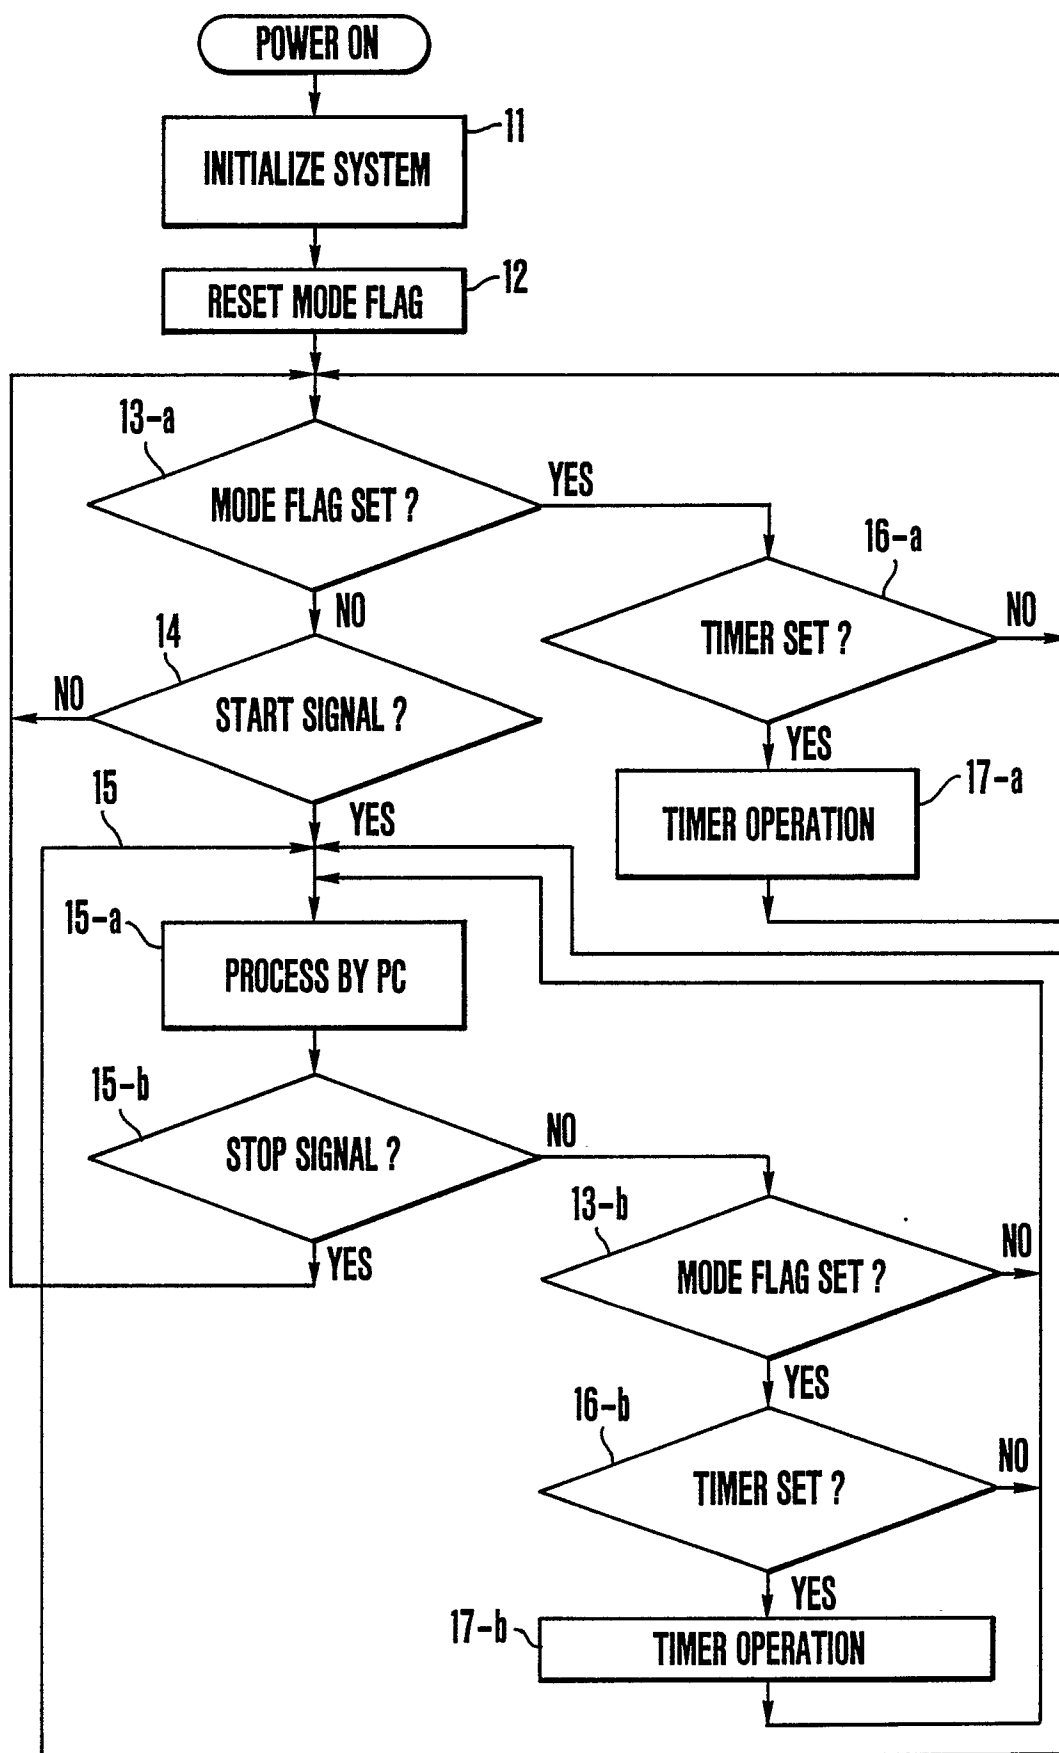 POWER ON
11
INITIALIZE SYSTEM
12
RESET MODE FLAG
13-a
MODE FLAG SET ?
YES
16-a
NO
TIMER SET ?
NO
14
START SIGNAL ?
NO
YES
17-a
TIMER OPERATION
15
YES
15-a
PROCESS BY PC
15-b
STOP SIGNAL ?
NO
13-b
YES
MODE FLAG SET ?
NO
YES
16-b
TIMER SET ?
NO
YES
17-b
TIMER OPERATION